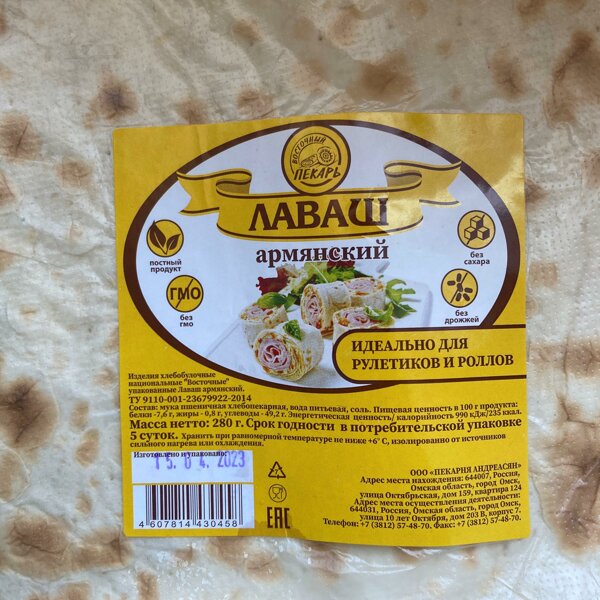 ВОСТОЧНЫЙ
ПЕКАРЬ
ЛАВАШ
армянский
постный
продукт
ГМО
без
гмо
без
сахара
без
дрожжей
ИДЕАЛЬНО ДЛЯ
РУЛЕТИКОВ И РОЛЛОВ
Изделия хлебобулочные
национальные "Восточные"
упакованные Лаваш армянский.
ТУ 9110-001-23679922-2014
Состав: мука пшеничная хлебопекарная, вода питьевая, соль. Пищевая ценность в 100 г продукта:
белки -7,6 г, жиры - 0,8 г, углеводы - 49,2 г. Энергетическая ценность/ калорийность 990 кДж/235 ккал.
Масса нетто: 280 г. Срок годности в потребительской упаковке
5 суток. Хранить при равномерной температуре не ниже +6° С, изолированно от источников
сильного нагрева или охлаждения.
Изготовлено и упаковано:
15.04.2023
4 607814 430458
EAC
ООО «ПЕКАРНЯ АНДРЕАСЯН»
Адрес места нахождения: 644007, Россия,
Омская область, город Омск,
улица Октябрьская, дом 159, квартира 124
Адрес места осуществления деятельности:
644031, Россия, Омская область, город Омск,
улица 10 лет Октября, дом 203 В, корпус 7.
Телефон: +7 (3812) 57-48-70. Факс: +7 (3812) 57-48-70.